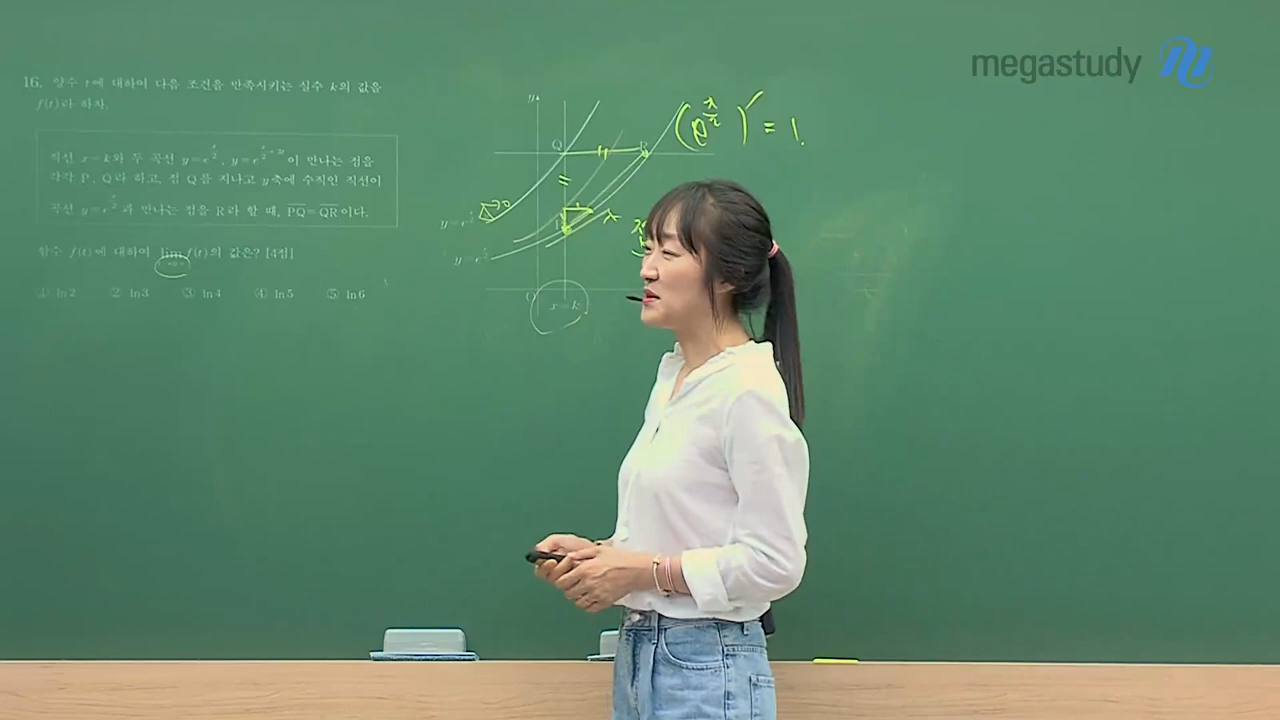 megastudy
16. 양수 t에 대하여 다음 조건을 만족시키는 실수 k의 값을
f(t)라 하자.
직선 x=k와 두 곡선 y=e^{x/2}, y=e^{x/2+3t}이 만나는 점을
각각 P, Q라 하고, 점 Q를 지나고 y축에 수직인 직선이
곡선 y=e^{x/2}과 만나는 점을 R라 할 때, PQ=QR이다.
함수 f(t)에 대하여 lim f(t)의 값은? [4점]
① ln2 ② ln3 ③ ln4 ④ ln5 ⑤ ln6
y
Q
R
(e^{x/2})′ = 1.
y=e
y=e^{x/2}
O
x=k